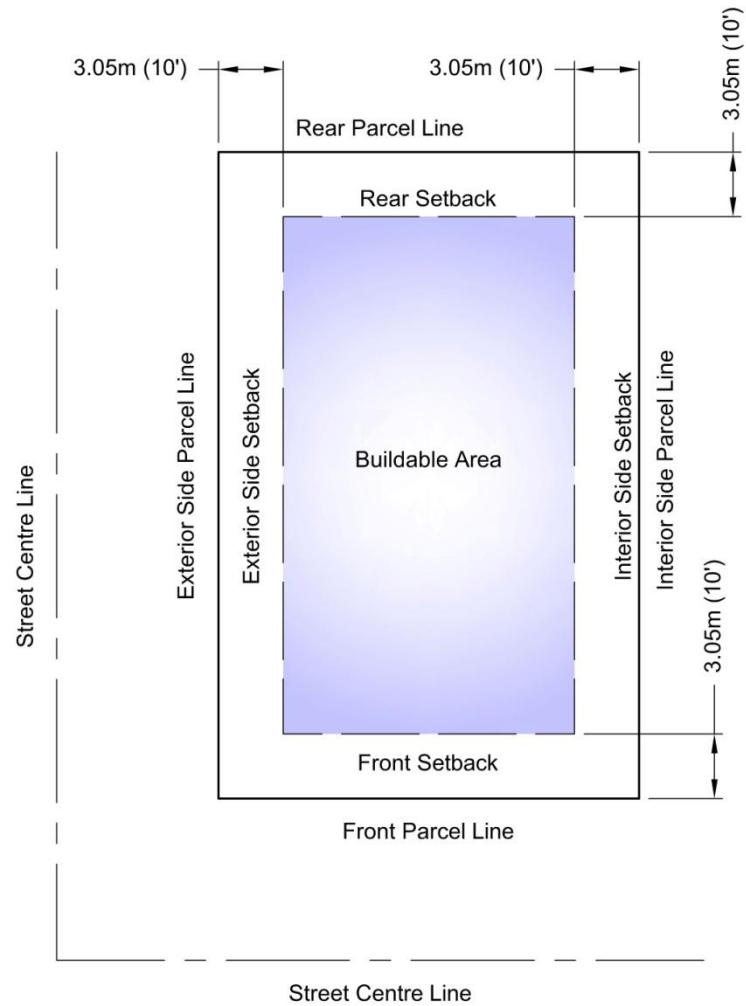 3.05m (10')
3.05m (10')
3.05m (10')
Rear Parcel Line
Rear Setback
Street Centre Line
Exterior Side Parcel Line
Exterior Side Setback
Buildable Area
Interior Side Setback
Interior Side Parcel Line
3.05m (10')
Front Setback
Front Parcel Line
Street Centre Line